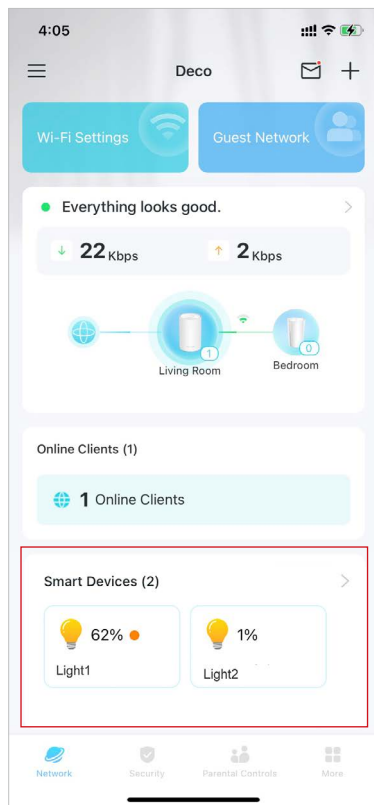 4:05
Deco
Wi-Fi Settings
Guest Network
Everything looks good.
↓ 22 Kbps ↑ 2 Kbps
1
0
Living Room
Bedroom
Online Clients (1)
1 Online Clients
Smart Devices (2)
62% 1%
Light1 Light2
Network Security Parental Controls More